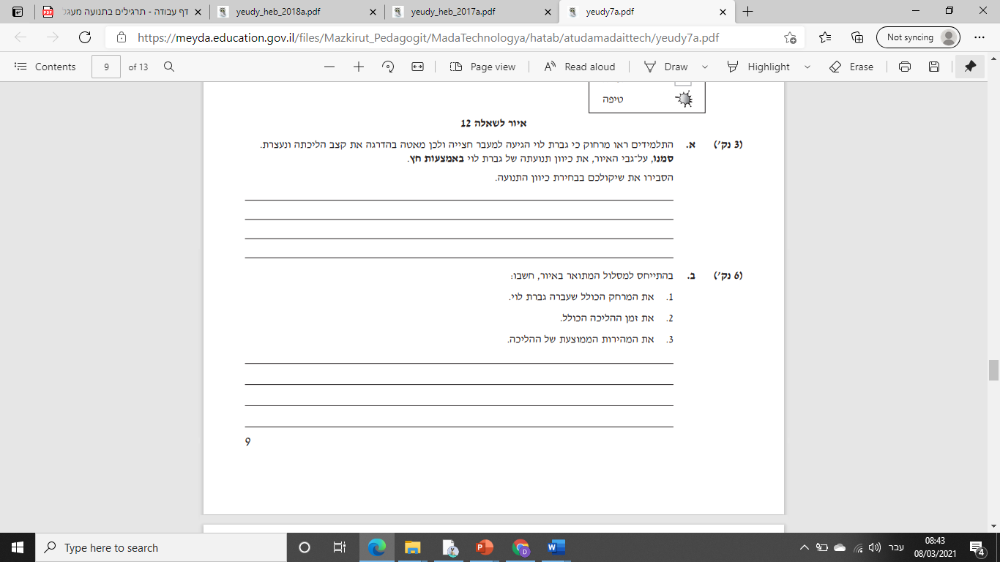 דף עבודה - תרגילים בתנועה מעגל
yeudy_heb_2018a.pdf
yeudy_heb_2017a.pdf
yeudy7a.pdf
https://meyda.education.gov.il/files/Mazkirut_Pedagogit/MadaTechnologya/hatab/atudamadaittech/yeudy7a.pdf
Not syncing
Contents
9
of 13
Page view
Read aloud
Draw
Highlight
Erase
טיפה
איור לשאלה 12
(3 נק') א. התלמידים ראו מרחוק כי גברת לוי הגיעה למעבר חצייה ולכן מאטה בהדרגה את קצב הליכתה ונעצרת.
סמנו, על־גבי האיור, את כיוון תנועתה של גברת לוי באמצעות חץ.
הסבירו את שיקולכם בבחירת כיוון התנועה.
(6 נק') ב. בהתייחס למסלול המתואר באיור, חשבו:
1. את המרחק הכולל שעברה גברת לוי.
2. את זמן ההליכה הכולל.
3. את המהירות הממוצעת של ההליכה.
9
Type here to search
עבר
08:43
08/03/2021
4